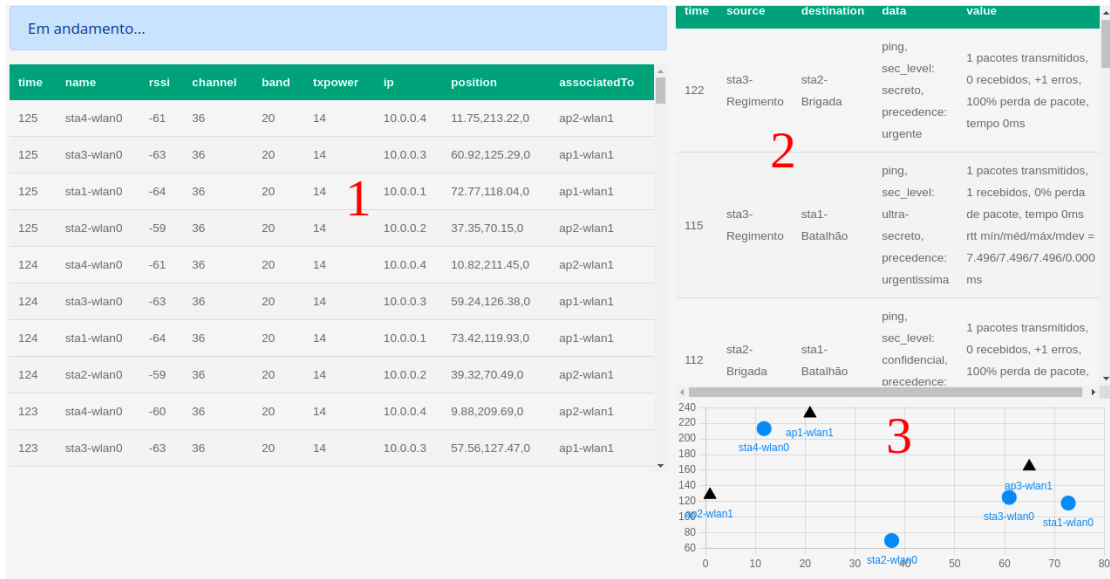 Em andamento...
time name rssi channel band txpower ip position associatedTo
125 sta4-wlan0 -61 36 20 14 10.0.0.4 11.75,213.22,0 ap2-wlan1
125 sta3-wlan0 -63 36 20 14 10.0.0.3 60.92,125.29,0 ap1-wlan1
125 sta1-wlan0 -64 36 20 14 10.0.0.1 72.77,118.04,0 ap1-wlan1
125 sta2-wlan0 -59 36 20 14 10.0.0.2 37.35,70.15,0 ap2-wlan1
124 sta4-wlan0 -61 36 20 14 10.0.0.4 10.82,211.45,0 ap2-wlan1
124 sta3-wlan0 -63 36 20 14 10.0.0.3 59.24,126.38,0 ap1-wlan1
124 sta1-wlan0 -64 36 20 14 10.0.0.1 73.42,119.93,0 ap1-wlan1
124 sta2-wlan0 -59 36 20 14 10.0.0.2 39.32,70.49,0 ap2-wlan1
123 sta4-wlan0 -60 36 20 14 10.0.0.4 9.88,209.69,0 ap2-wlan1
123 sta3-wlan0 -63 36 20 14 10.0.0.3 57.56,127.47,0 ap1-wlan1
1
time source destination data value
ping,
sec_level:
122 sta3- sta2- secreto,
Regimento Brigada precedence:
urgente
1 pacotes transmitidos,
0 recebidos, +1 erros,
100% perda de pacote,
tempo 0ms
2
ping,
sec_level:
115 sta3- sta1- ultra-
Regimento Batalhão secreto,
precedence:
urgentissima
1 pacotes transmitidos,
1 recebidos, 0% perda
de pacote, tempo 0ms
rtt mín/méd/máx/mdev =
7.496/7.496/7.496/0.000
ms
ping,
sec_level:
112 sta2- sta1- confidencial,
Brigada Batalhão precedence:
1 pacotes transmitidos,
0 recebidos, +1 erros,
100% perda de pacote,
3
240
220
200
180
160
140
120
100
80
60
ap1-wlan1
sta4-wlan0
ap3-wlan1
ap2-wlan1
sta3-wlan0
sta1-wlan0
sta2-wlan0
0 10 20 30 40 50 60 70 80